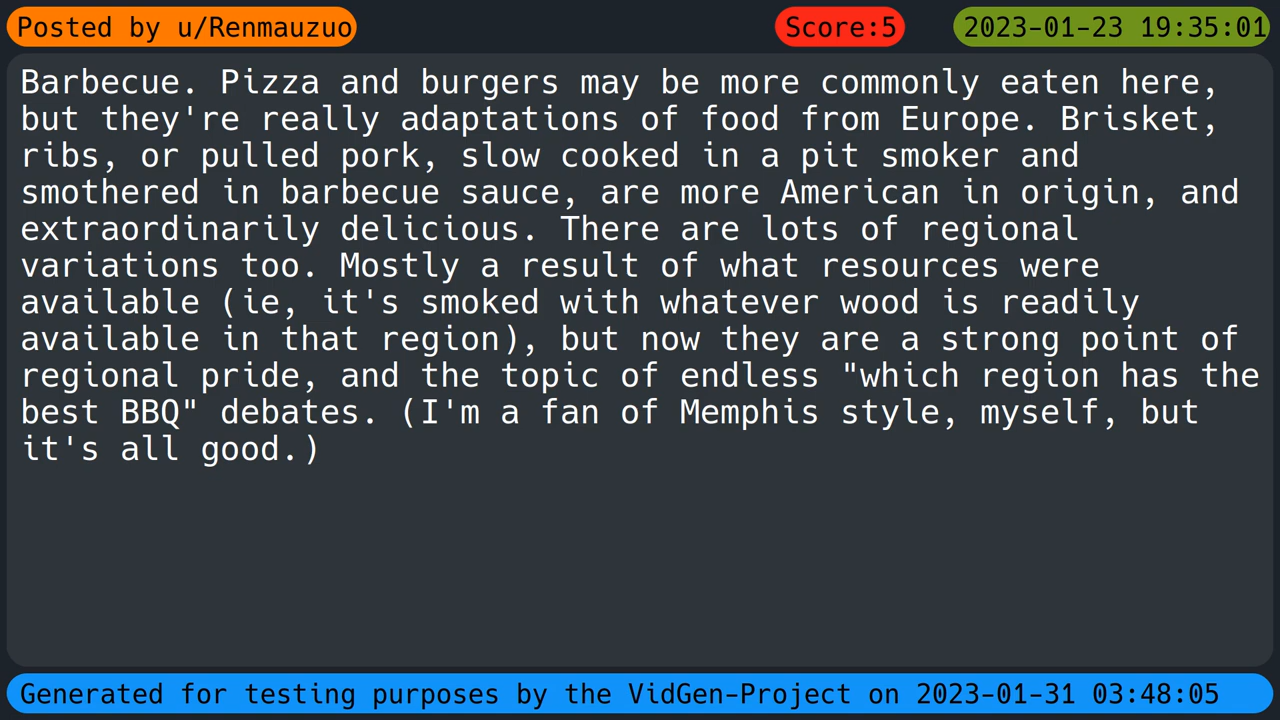 Posted by u/Renmauzuo
Score:5
2023-01-23 19:35:01
Barbecue. Pizza and burgers may be more commonly eaten here,
but they're really adaptations of food from Europe. Brisket,
ribs, or pulled pork, slow cooked in a pit smoker and
smothered in barbecue sauce, are more American in origin, and
extraordinarily delicious. There are lots of regional
variations too. Mostly a result of what resources were
available (ie, it's smoked with whatever wood is readily
available in that region), but now they are a strong point of
regional pride, and the topic of endless "which region has the
best BBQ" debates. (I'm a fan of Memphis style, myself, but
it's all good.)
Generated for testing purposes by the VidGen-Project on 2023-01-31 03:48:05